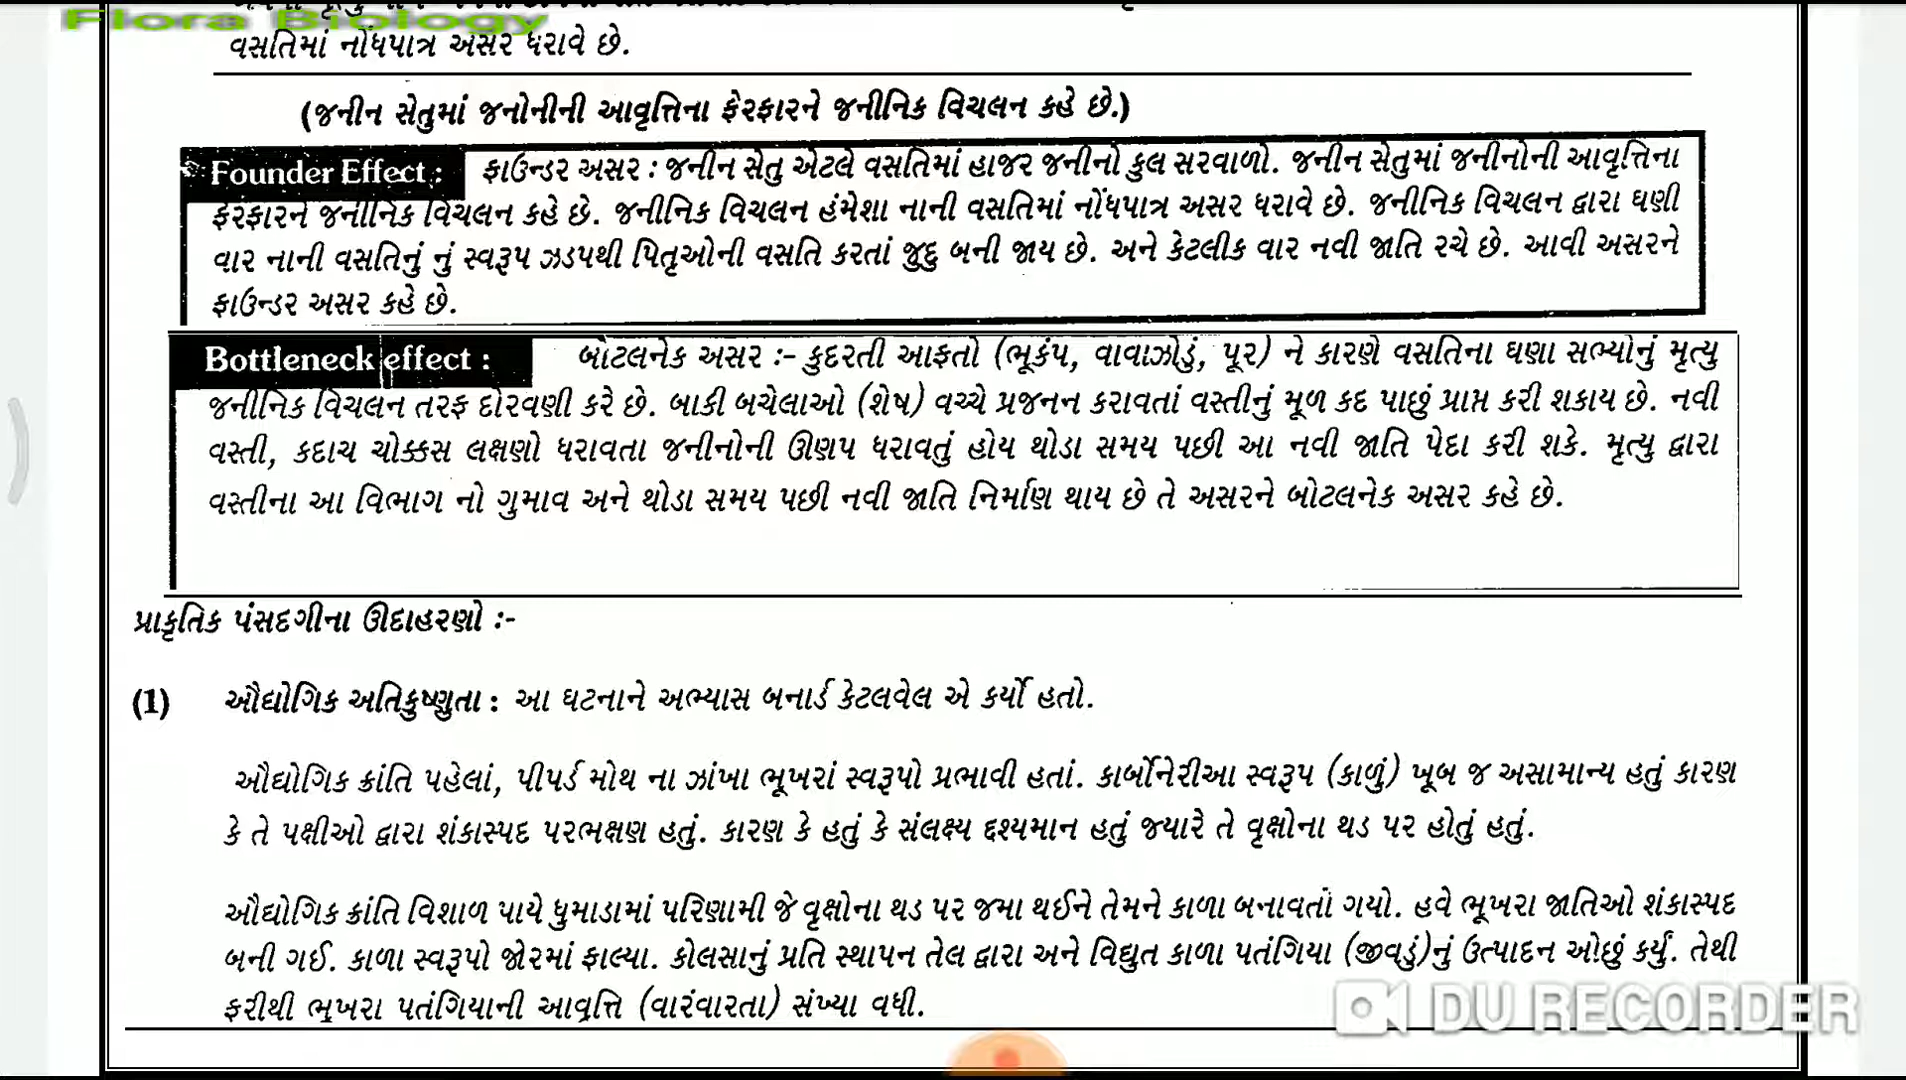 Flora Biology
વસતિમાં નોંધપાત્ર અસર ધરાવે છે.
(જનીન સેતુમાં જનોનીની આવૃત્તિના ફેરફારને જનીનિક વિચલન કહે છે.)
Founder Effect : ફાઉન્ડર અસર : જનીન સેતુ એટલે વસતિમાં હાજર જનીનો કુલ સરવાળો. જનીન સેતુમાં જનીનોની આવૃત્તિના
ફેરફારને જનીનિક વિચલન કહે છે. જનીનિક વિચલન હંમેશા નાની વસતિમાં નોંધપાત્ર અસર ધરાવે છે. જનીનિક વિચલન દ્વારા ઘણી
વાર નાની વસતિનું નું સ્વરૂપ ઝડપથી પિતૃઓની વસતિ કરતાં જુદુ બની જાય છે. અને કેટલીક વાર નવી જાતિ રચે છે. આવી અસરને
ફાઉન્ડર અસર કહે છે.
Bottleneck effect : બોટલનેક અસર :- કુદરતી આફતો (ભૂકંપ, વાવાઝોડું, પૂર) ને કારણે વસતિના ઘણા સભ્યોનું મૃત્યુ
જનીનિક વિચલન તરફ દોરવણી કરે છે. બાકી બચેલાઓ (શેષ) વચ્ચે પ્રજનન કરાવતાં વસ્તીનું મૂળ કદ પાછું પ્રાપ્ત કરી શકાય છે. નવી
વસ્તી, કદાચ ચોક્કસ લક્ષણો ધરાવતા જનીનોની ઊણપ ધરાવતું હોય થોડા સમય પછી આ નવી જાતિ પેદા કરી શકે. મૃત્યુ દ્વારા
વસ્તીના આ વિભાગ નો ગુમાવ અને થોડા સમય પછી નવી જાતિ નિર્માણ થાય છે તે અસરને બોટલનેક અસર કહે છે.
પ્રાકૃતિક પંસદગીના ઊદાહરણો :-
(1) ઔદ્યોગિક અતિકુષ્ણુતા : આ ઘટનાને અભ્યાસ બનાર્ડ કેટલવેલ એ કર્યો હતો.
ઔદ્યોગિક ક્રાંતિ પહેલાં, પીપર્ડ મોથ ના ઝાંખા ભૂખરાં સ્વરૂપો પ્રભાવી હતાં. કાર્બોનેરીઆ સ્વરૂપ (કાળું) ખૂબ જ અસામાન્ય હતું કારણ
કે તે પક્ષીઓ દ્વારા શંકાસ્પદ પરભક્ષણ હતું. કારણ કે હતું કે સંલક્ષ્ય દ્દશ્યમાન હતું જ્યારે તે વૃક્ષોના થડ પર હોતું હતું.
ઔદ્યોગિક ક્રાંતિ વિશાળ પાયે ધુમાડામાં પરિણામી જે વૃક્ષોના થડ પર જમા થઈને તેમને કાળા બનાવતાં ગયો. હવે ભૂખરા જાતિઓ શંકાસ્પદ
બની ગઈ. કાળા સ્વરૂપો જોરમાં ફાલ્યા. કોલસાનું પ્રતિ સ્થાપન તેલ દ્વારા અને વિદ્યુત કાળા પતંગિયા (જીવડું)નું ઉત્પાદન ઓછું કર્યું. તેથી
ફરીથી ભૂખરા પતંગિયાની આવૃત્તિ (વારંવારતા) સંખ્યા વધી.
DU RECORDER